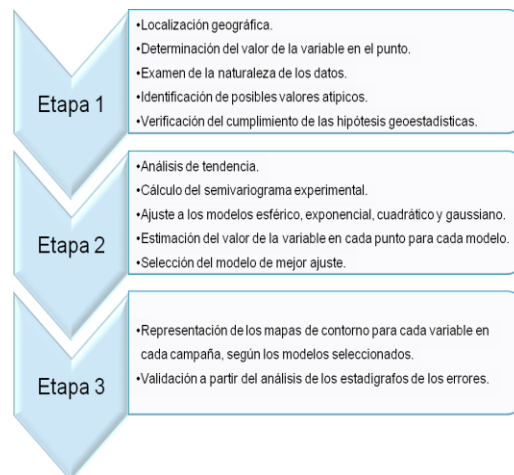 Etapa 1
•Localización geográfica.
•Determinación del valor de la variable en el punto.
•Examen de la naturaleza de los datos.
•Identificación de posibles valores atípicos.
•Verificación del cumplimiento de las hipótesis geoestadísticas.
Etapa 2
•Análisis de tendencia.
•Cálculo del semivariograma experimental.
•Ajuste a los modelos esférico, exponencial, cuadrático y gaussiano.
•Estimación del valor de la variable en cada punto para cada modelo.
•Selección del modelo de mejor ajuste.
Etapa 3
•Representación de los mapas de contorno para cada variable en
cada campaña, según los modelos seleccionados.
•Validación a partir del análisis de los estadígrafos de los errores.